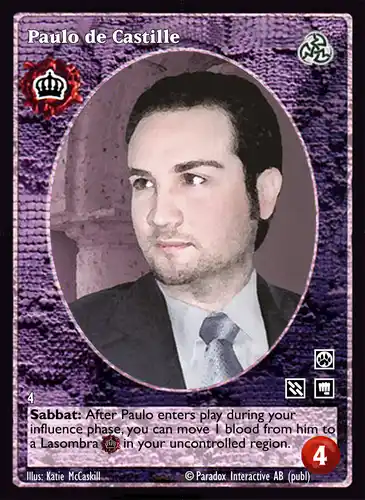 Paulo de Castille
4
Sabbat: After Paulo enters play during your
influence phase, you can move 1 blood from him to
a Lasombra in your uncontrolled region.
4
Illus: Katie McCaskill
© Paradox Interactive AB (publ)